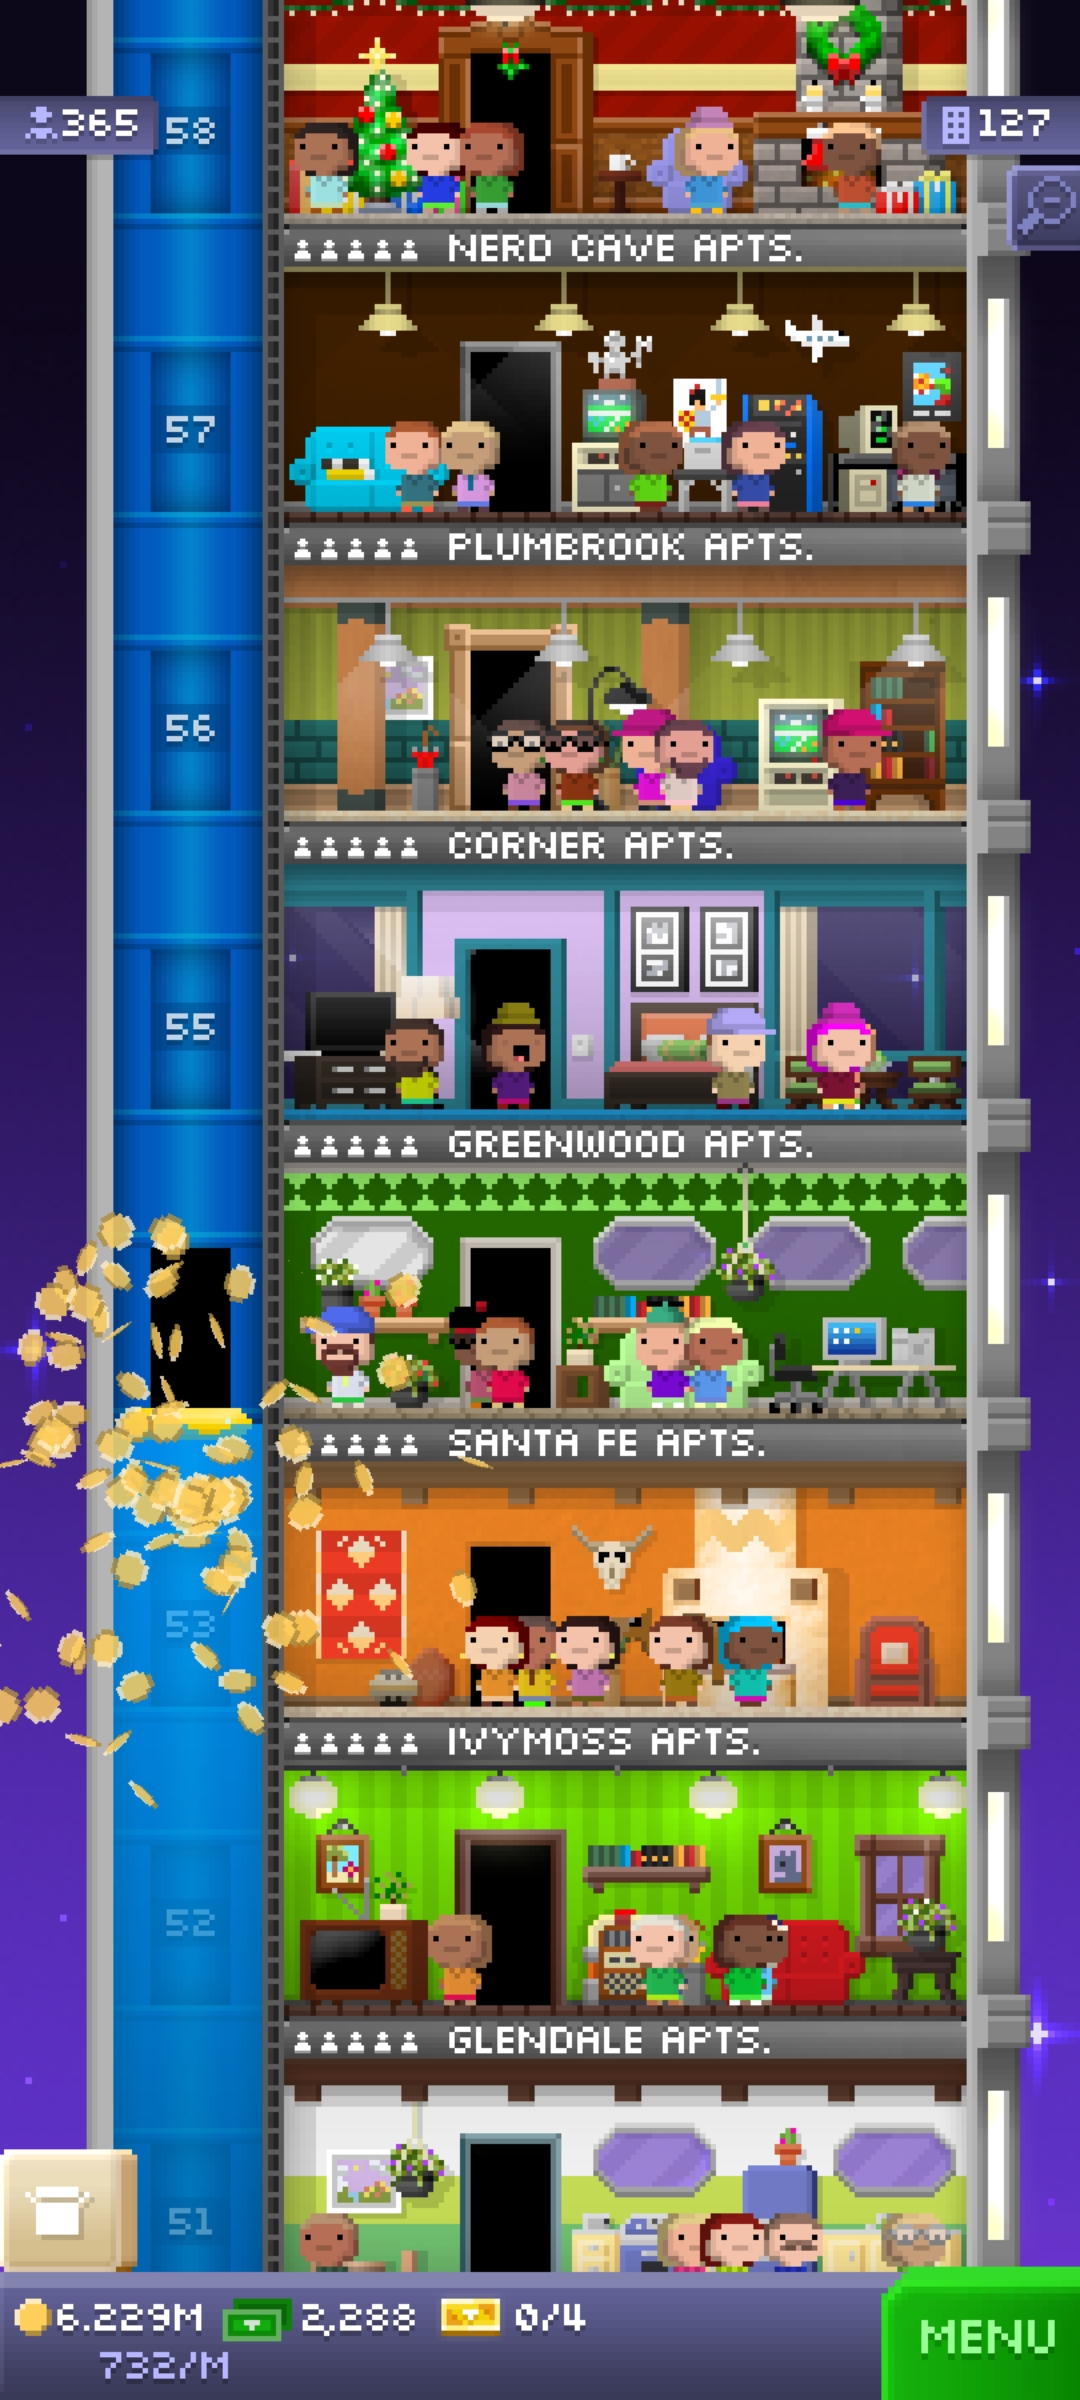 365
58
127
NERD CAVE APTS.
57
PLUMBROOK APTS.
56
CORNER APTS.
55
GREENWOOD APTS.
SANTA FE APTS.
53
IVYMOSS APTS.
52
GLENDALE APTS.
51
6.229M 2,288 0/4
732/M
MENU